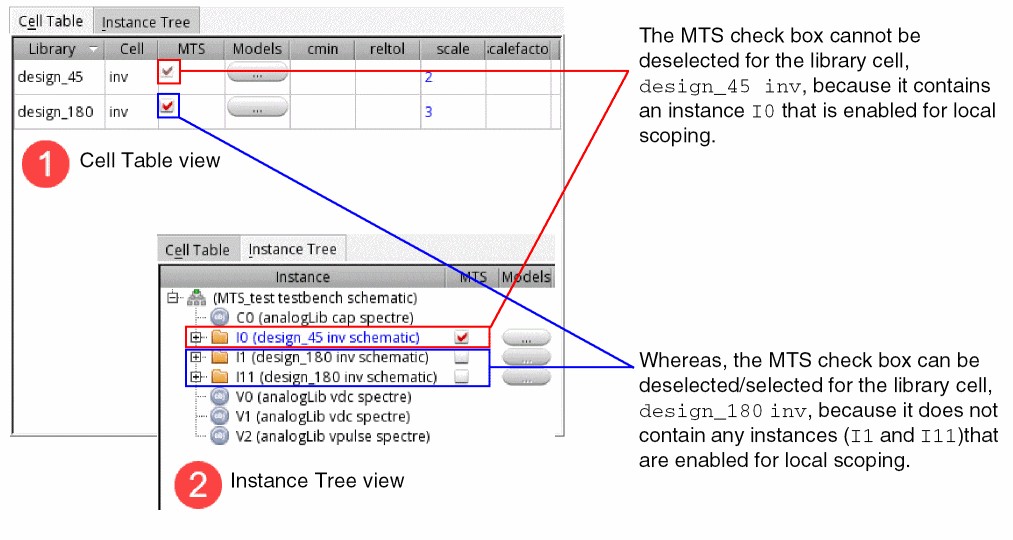 Cell Table Instance Tree
Library Cell MTS Models cmin reltol scale scalefacto
design_45 inv ... 2
design_180 inv ... 3
1 Cell Table view
The MTS check box cannot be
deselected for the library cell,
design_45 inv, because it contains
an instance I0 that is enabled for local
scoping.
Cell Table Instance Tree
Instance MTS Models
(MTS_test testbench schematic)
obj C0 (analogLib cap spectre)
I0 (design_45 inv schematic) ...
I1 (design_180 inv schematic) ...
I11 (design_180 inv schematic) ...
obj V0 (analogLib vdc spectre)
obj V1 (analogLib vdc spectre)
obj V2 (analogLib vpulse spectre)
2 Instance Tree view
Whereas, the MTS check box can be
deselected/selected for the library cell,
design_180 inv, because it does not
contain any instances (I1 and I11)that
are enabled for local scoping.